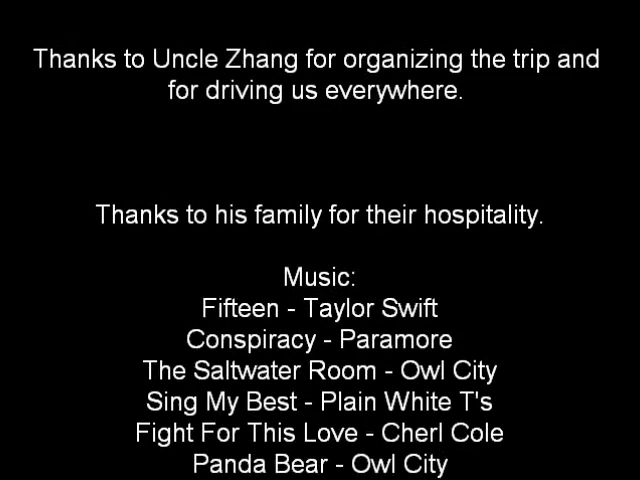 Thanks to Uncle Zhang for organizing the trip and
for driving us everywhere.
Thanks to his family for their hospitality.
Music:
Fifteen - Taylor Swift
Conspiracy - Paramore
The Saltwater Room - Owl City
Sing My Best - Plain White T's
Fight For This Love - Cherl Cole
Panda Bear - Owl City